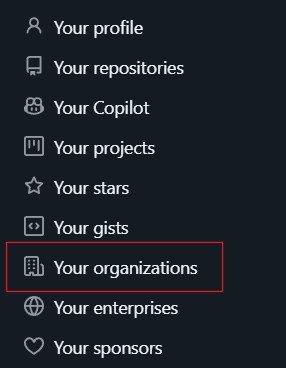 Your profile
Your repositories
Your Copilot
Your projects
Your stars
Your gists
Your organizations
Your enterprises
Your sponsors